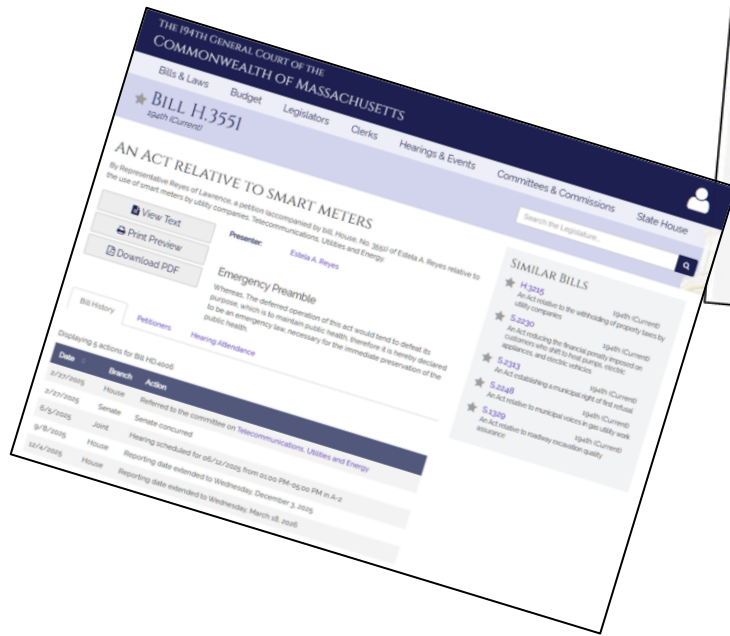 THE 194TH GENERAL COURT OF THE
COMMONWEALTH OF MASSACHUSETTS
Bills & Laws
Budget
Legislators
Clerks
Hearings & Events
Committees & Commissions
State House
BILL H.3551
194th (Current)
Search the Legislature...
AN ACT RELATIVE TO SMART METERS
By Representative Reyes of Lawrence, a petition (accompanied by bill, House, No. 3551) of Estela A. Reyes relative to
the use of smart meters by utility companies. Telecommunications, Utilities and Energy.
View Text
Print Preview
Download PDF
Presenter:
Estela A. Reyes
Emergency Preamble
Whereas, The deferred operation of this act would tend to defeat its
purpose, which is to maintain public health, therefore it is hereby declared
to be an emergency law, necessary for the immediate preservation of the
public health.
SIMILAR BILLS
H.3215
194th (Current)
An Act relative to the withholding of property taxes by
utility companies
S.2230
194th (Current)
An Act reducing the financial penalty imposed on
customers who shift to heat pumps, electric
appliances, and electric vehicles
S.2313
194th (Current)
An Act establishing a municipal right of first refusal
S.2248
194th (Current)
An Act relative to municipal voices in gas utility work
S.1329
194th (Current)
An Act relative to roadway excavation quality
assurance
Bill History
Petitioners
Hearing Attendance
Displaying 5 actions for Bill HD.4006
Date Branch Action
2/27/2025 House Referred to the committee on Telecommunications, Utilities and Energy
2/27/2025 Senate Senate concurred
6/5/2025 Joint Hearing scheduled for 06/12/2025 from 01:00 PM-05:00 PM in A-2
9/8/2025 House Reporting date extended to Wednesday, December 3, 2025
12/4/2025 House Reporting date extended to Wednesday, March 18, 2026